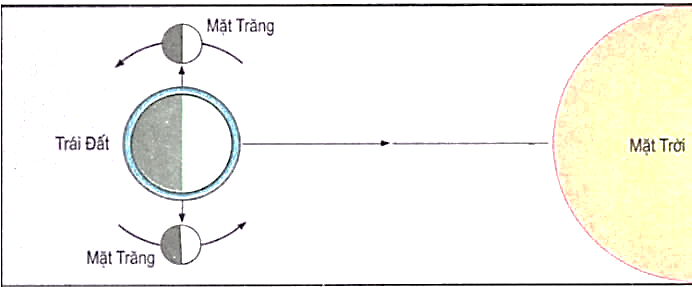 Mặt Trăng
Trái Đất
Mặt Trời
Mặt Trăng